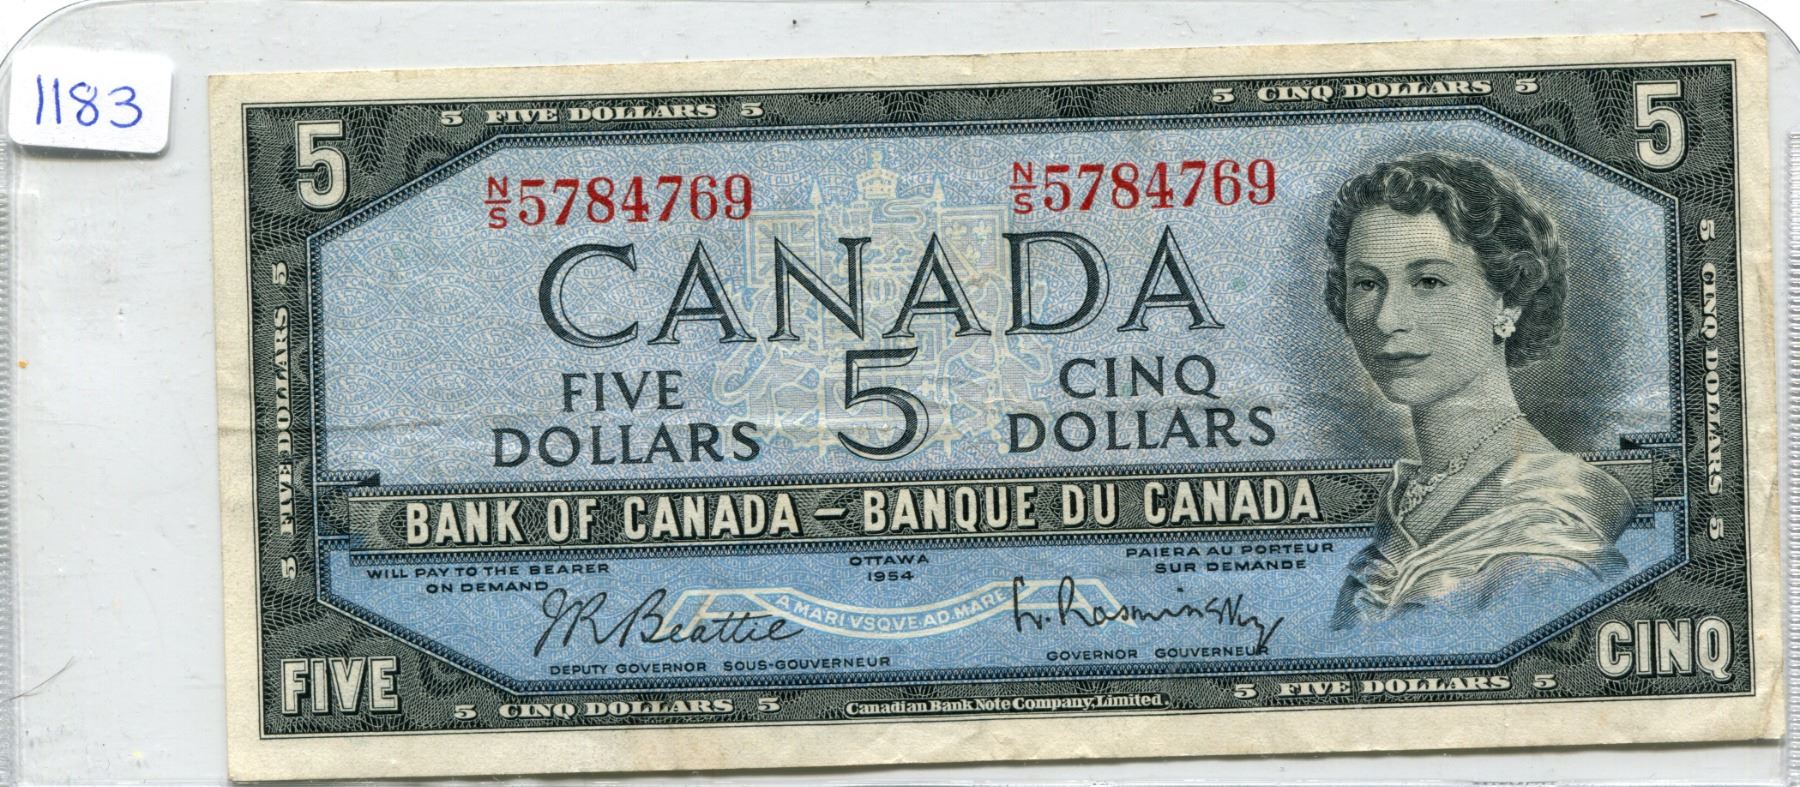 1183
5 FIVE DOLLARS 5
5 CINQ DOLLARS 5
5
5
N/S 5784769
N/S 5784769
CANADA
FIVE
DOLLARS
5
CINQ
DOLLARS
5 FIVE DOLLARS 5
5 CINQ DOLLARS 5
BANK OF CANADA – BANQUE DU CANADA
WILL PAY TO THE BEARER
ON DEMAND
OTTAWA
1954
PAIERA AU PORTEUR
SUR DEMANDE
JR Beattie
A MARI VSQVE AD MARE
L. Rasminsky
DEPUTY GOVERNOR SOUS-GOUVERNEUR
GOVERNOR GOUVERNEUR
FIVE
CINQ
5 CINQ DOLLARS 5
Canadian Bank Note Company, Limited.
5 FIVE DOLLARS 5